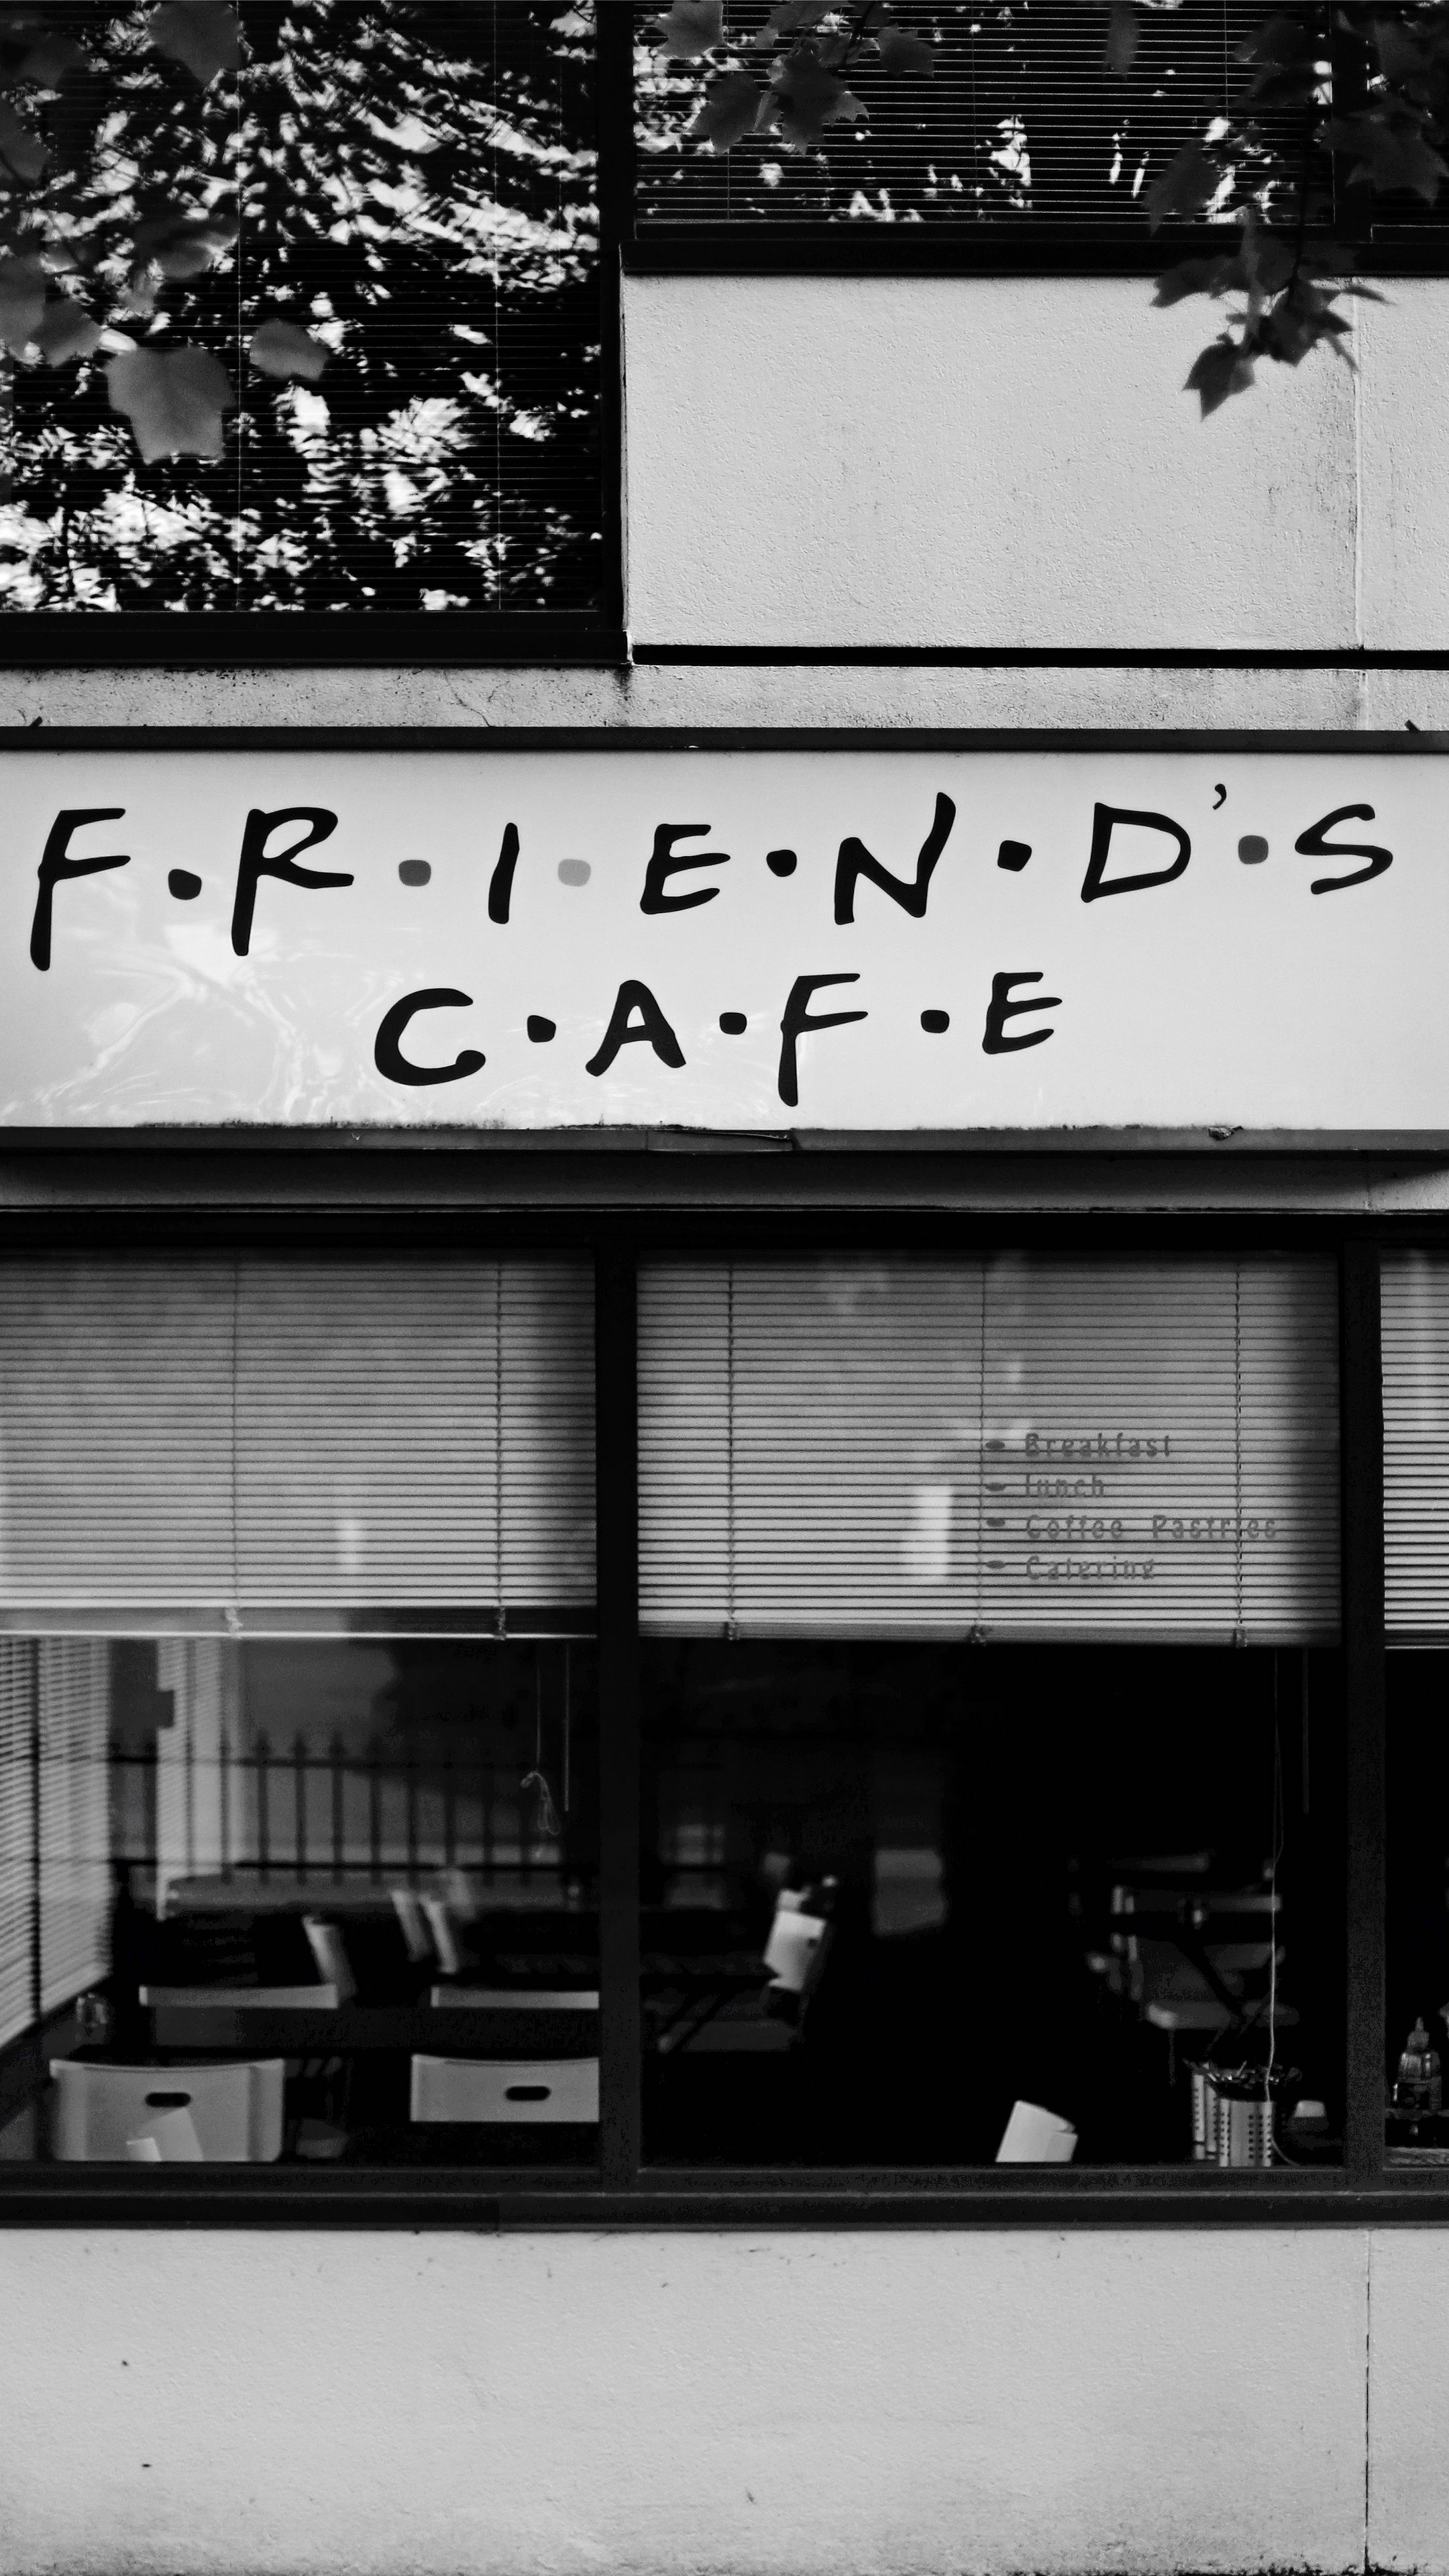 F·R·I·E·N·D'·S
C·A·F·E
• Breakfast
• lunch
• Coffee Pastries
• Catering